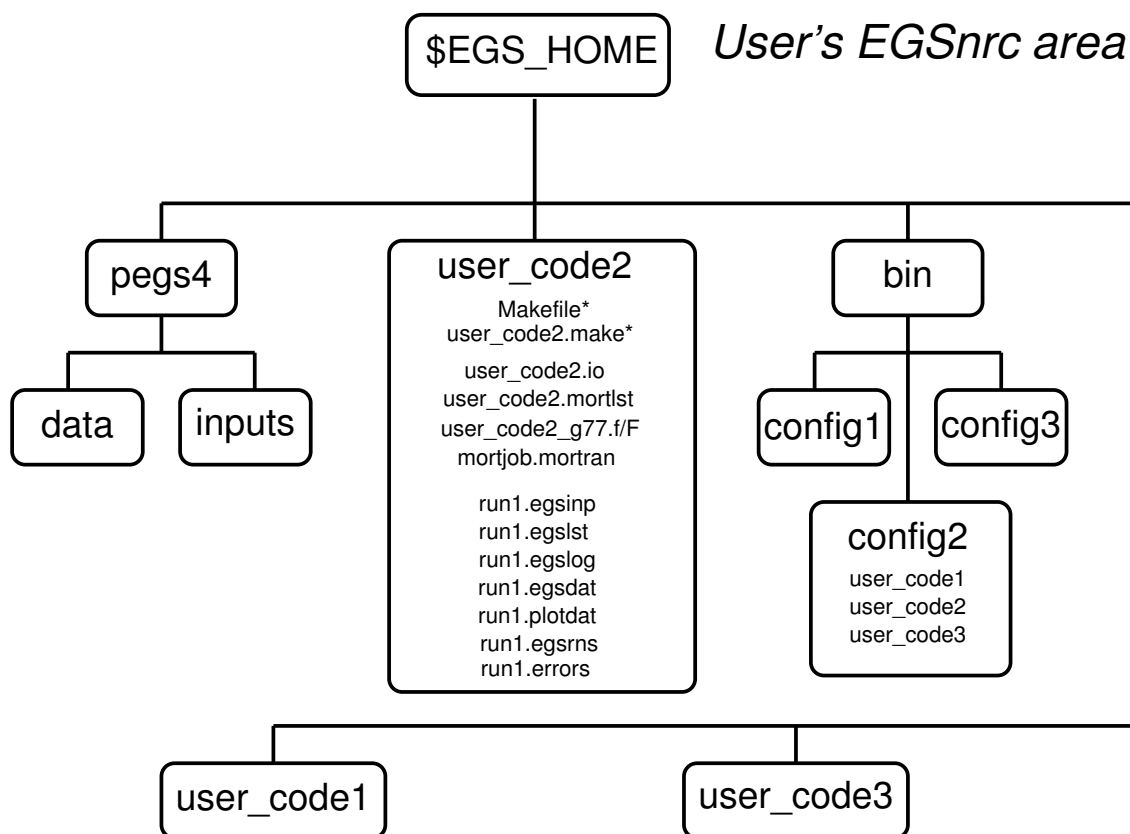 $EGS_HOME
User's EGSnrc area
pegs4
user_code2
bin
Makefile*
user_code2.make*
user_code2.io
user_code2.mortlst
user_code2_g77.f/F
mortjob.mortran
run1.egsinp
run1.egslst
run1.egslog
run1.egsdat
run1.plotdat
run1.egsrns
run1.errors
data
inputs
config1
config3
config2
user_code1
user_code2
user_code3
user_code1
user_code3